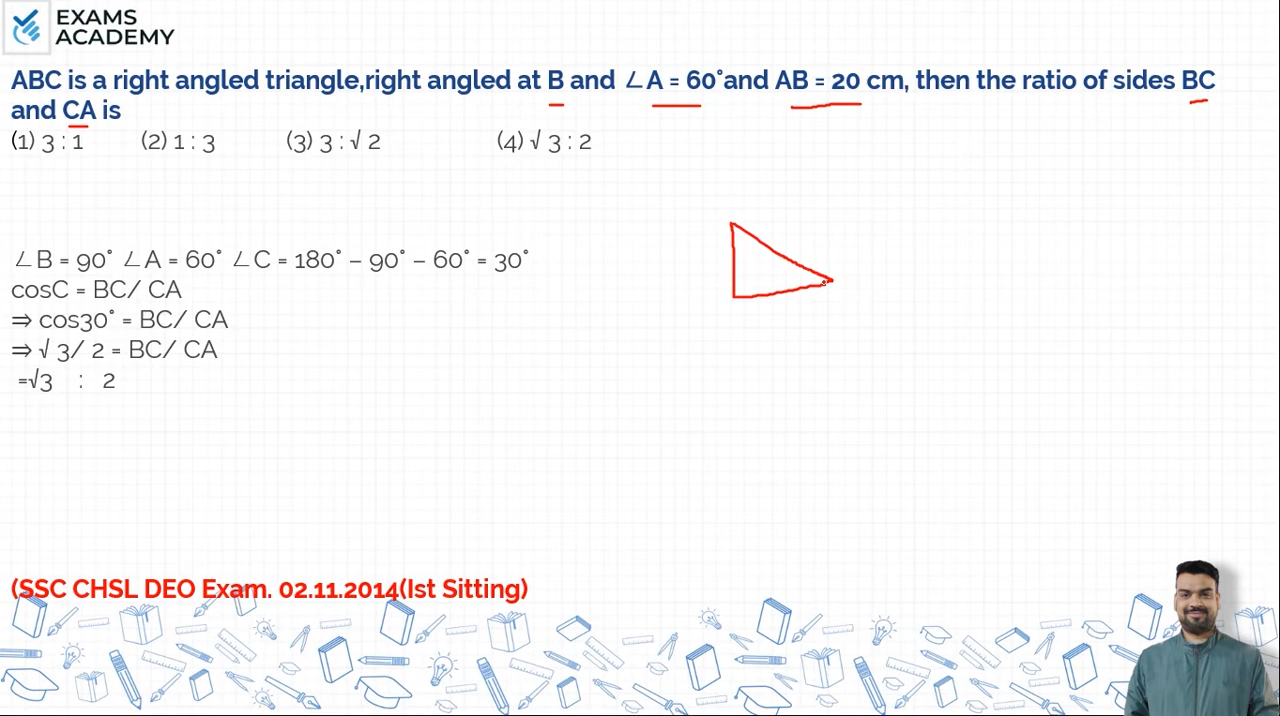 EXAMS
ACADEMY
ABC is a right angled triangle,right angled at B and ∠A = 60°and AB = 20 cm, then the ratio of sides BC
and CA is
(1) 3 : 1 (2) 1 : 3 (3) 3 : √ 2 (4) √ 3 : 2
∠B = 90° ∠A = 60° ∠C = 180° – 90° – 60° = 30°
cosC = BC/ CA
⇒ cos30° = BC/ CA
⇒ √ 3/ 2 = BC/ CA
=√3 : 2
(SSC CHSL DEO Exam. 02.11.2014(Ist Sitting)